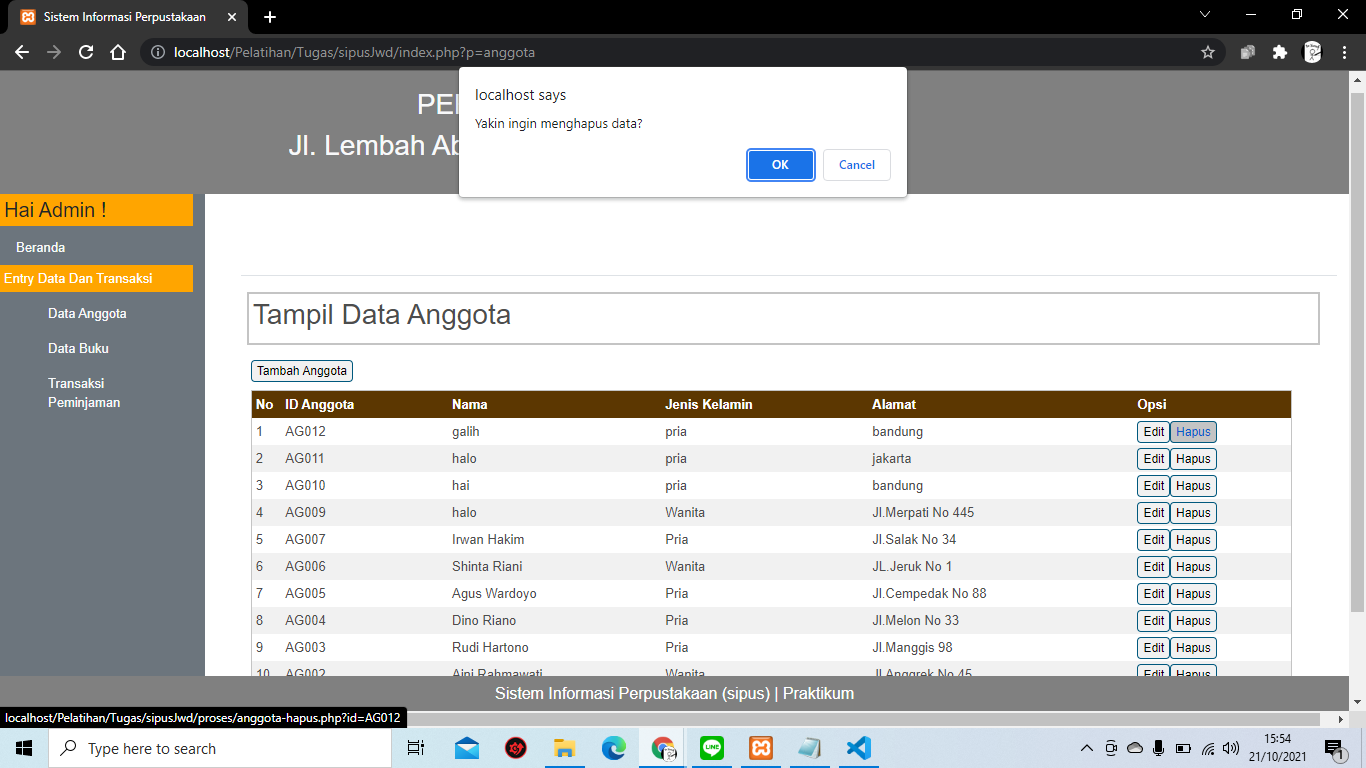 Sistem Informasi Perpustakaan
localhost/Pelatihan/Tugas/sipusJwd/index.php?p=anggota
localhost says
Yakin ingin menghapus data?
OK Cancel
Jl. Lembah
Hai Admin !
Beranda
Entry Data Dan Transaksi
Data Anggota
Data Buku
Transaksi
Peminjaman
Tampil Data Anggota
Tambah Anggota
No ID Anggota Nama Jenis Kelamin Alamat Opsi
1 AG012 galih pria bandung Edit Hapus
2 AG011 halo pria jakarta Edit Hapus
3 AG010 hai pria bandung Edit Hapus
4 AG009 halo Wanita Jl.Merpati No 445 Edit Hapus
5 AG007 Irwan Hakim Pria Jl.Salak No 34 Edit Hapus
6 AG006 Shinta Riani Wanita JL.Jeruk No 1 Edit Hapus
7 AG005 Agus Wardoyo Pria Jl.Cempedak No 88 Edit Hapus
8 AG004 Dino Riano Pria Jl.Melon No 33 Edit Hapus
9 AG003 Rudi Hartono Pria Jl.Manggis 98 Edit Hapus
10 AG002 Aini Rahmawati Wanita Jl.Anggrek No 45 Edit Hapus
Sistem Informasi Perpustakaan (sipus) | Praktikum
localhost/Pelatihan/Tugas/sipusJwd/proses/anggota-hapus.php?id=AG012
Type here to search
LINE
15:54
21/10/2021
1